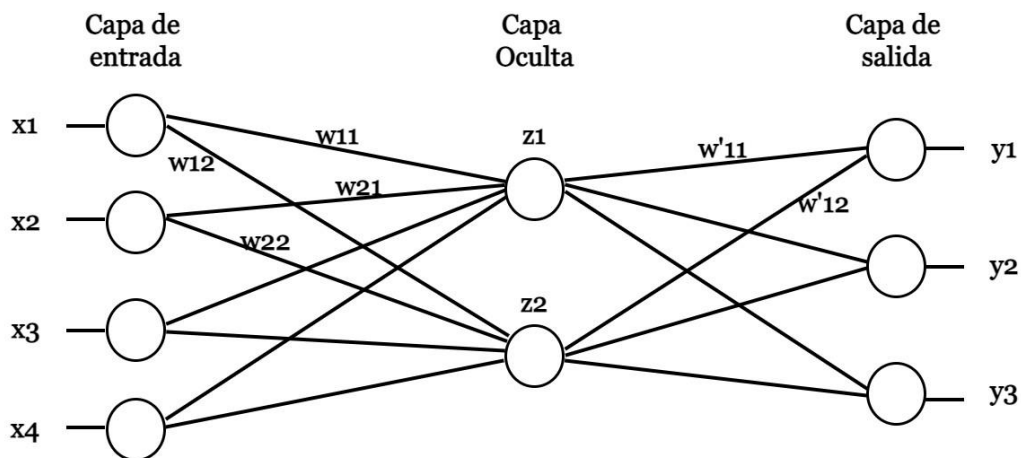 Capa de
entrada
Capa
Oculta
Capa de
salida
x1
x2
x3
x4
w11
w12
w21
w22
z1
z2
w'11
w'12
y1
y2
y3